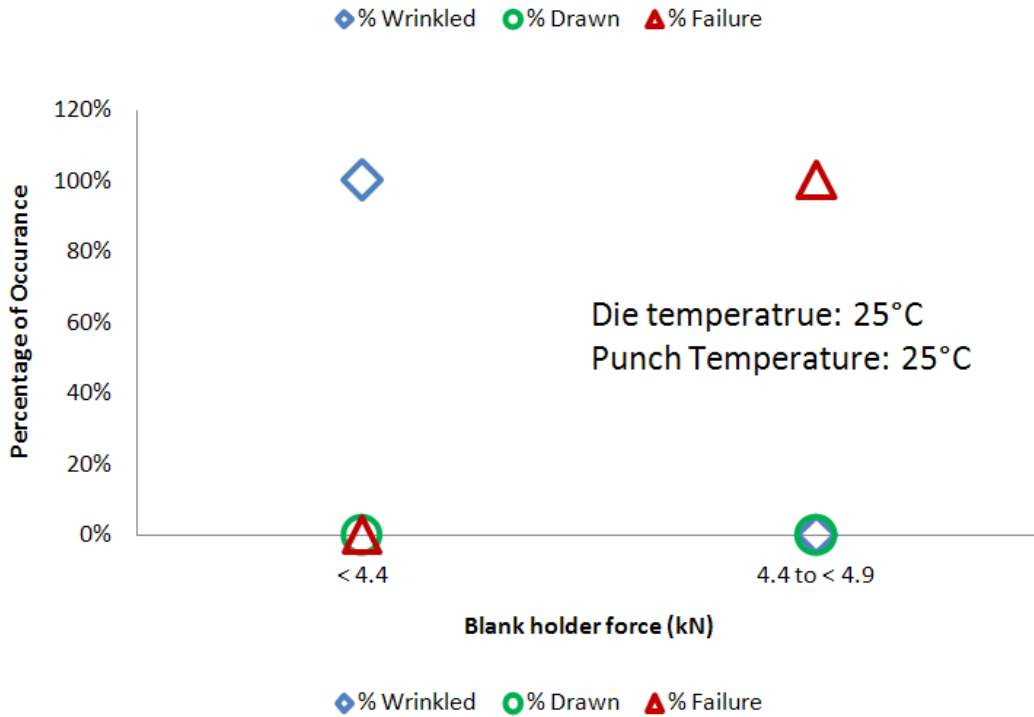 % Wrinkled % Drawn % Failure
120%
100%
80%
60%
40%
20%
0%
Percentage of Occurance
Die temperatrue: 25°C
Punch Temperature: 25°C
< 4.4 4.4 to < 4.9
Blank holder force (kN)
% Wrinkled % Drawn % Failure